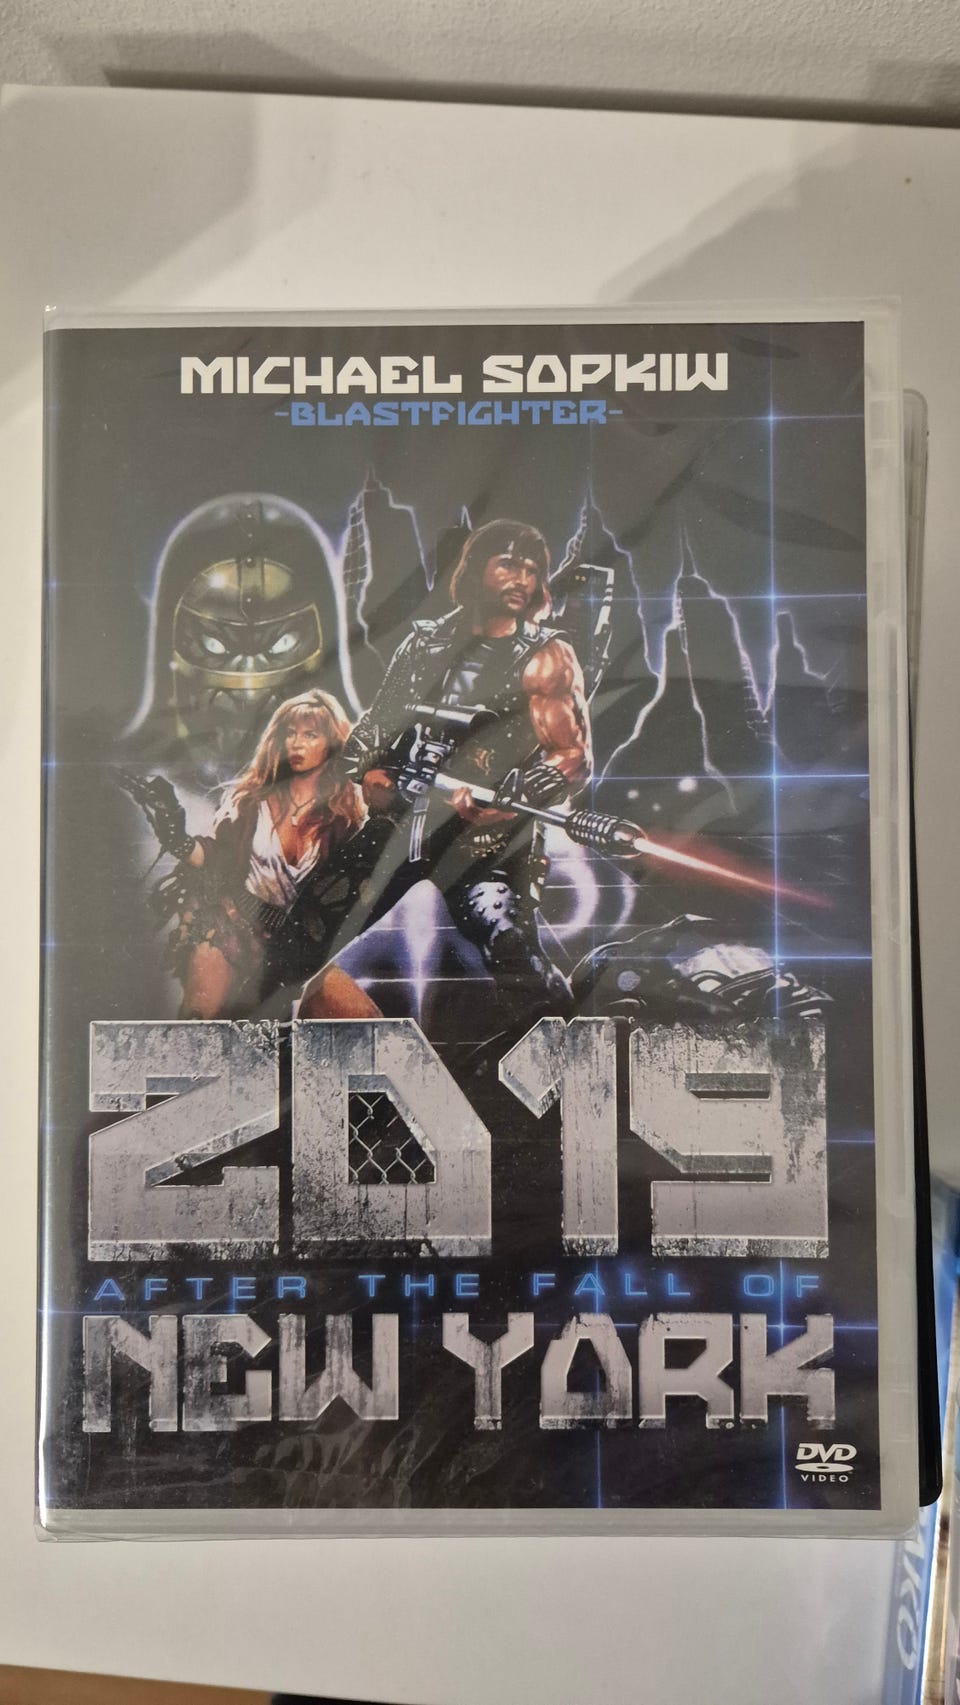 MICHAEL SOPKIW
-BLASTFIGHTER-
2019
AFTER THE FALL OF
NEW YORK
DVD
VIDEO